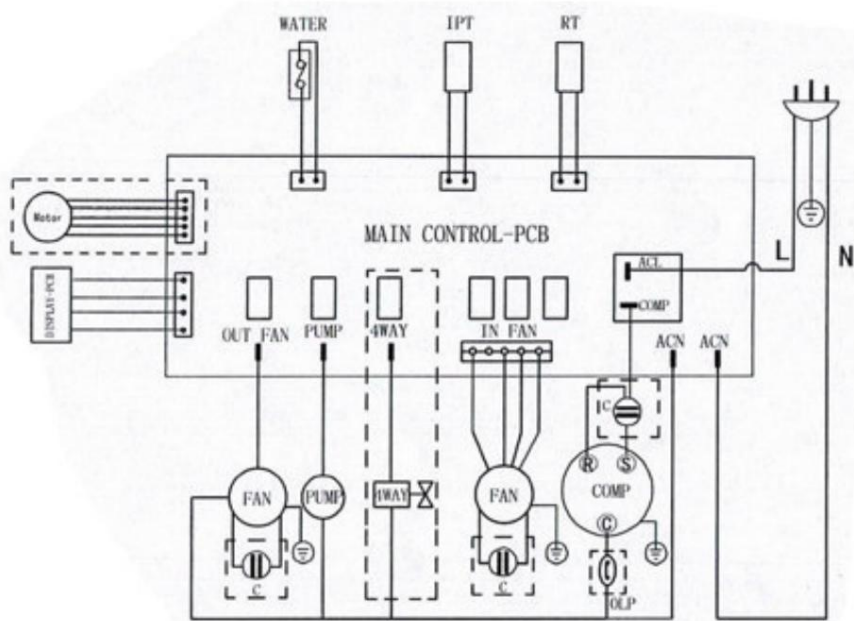 WATER IPT RT
Motor
MAIN CONTROL-PCB
L N
ACL
COMP
DISPLAY-PCB
OUT FAN PUMP 4WAY IN FAN
ACN ACN
C
R S
FAN PUMP 4WAY FAN COMP
C
C C
OLP